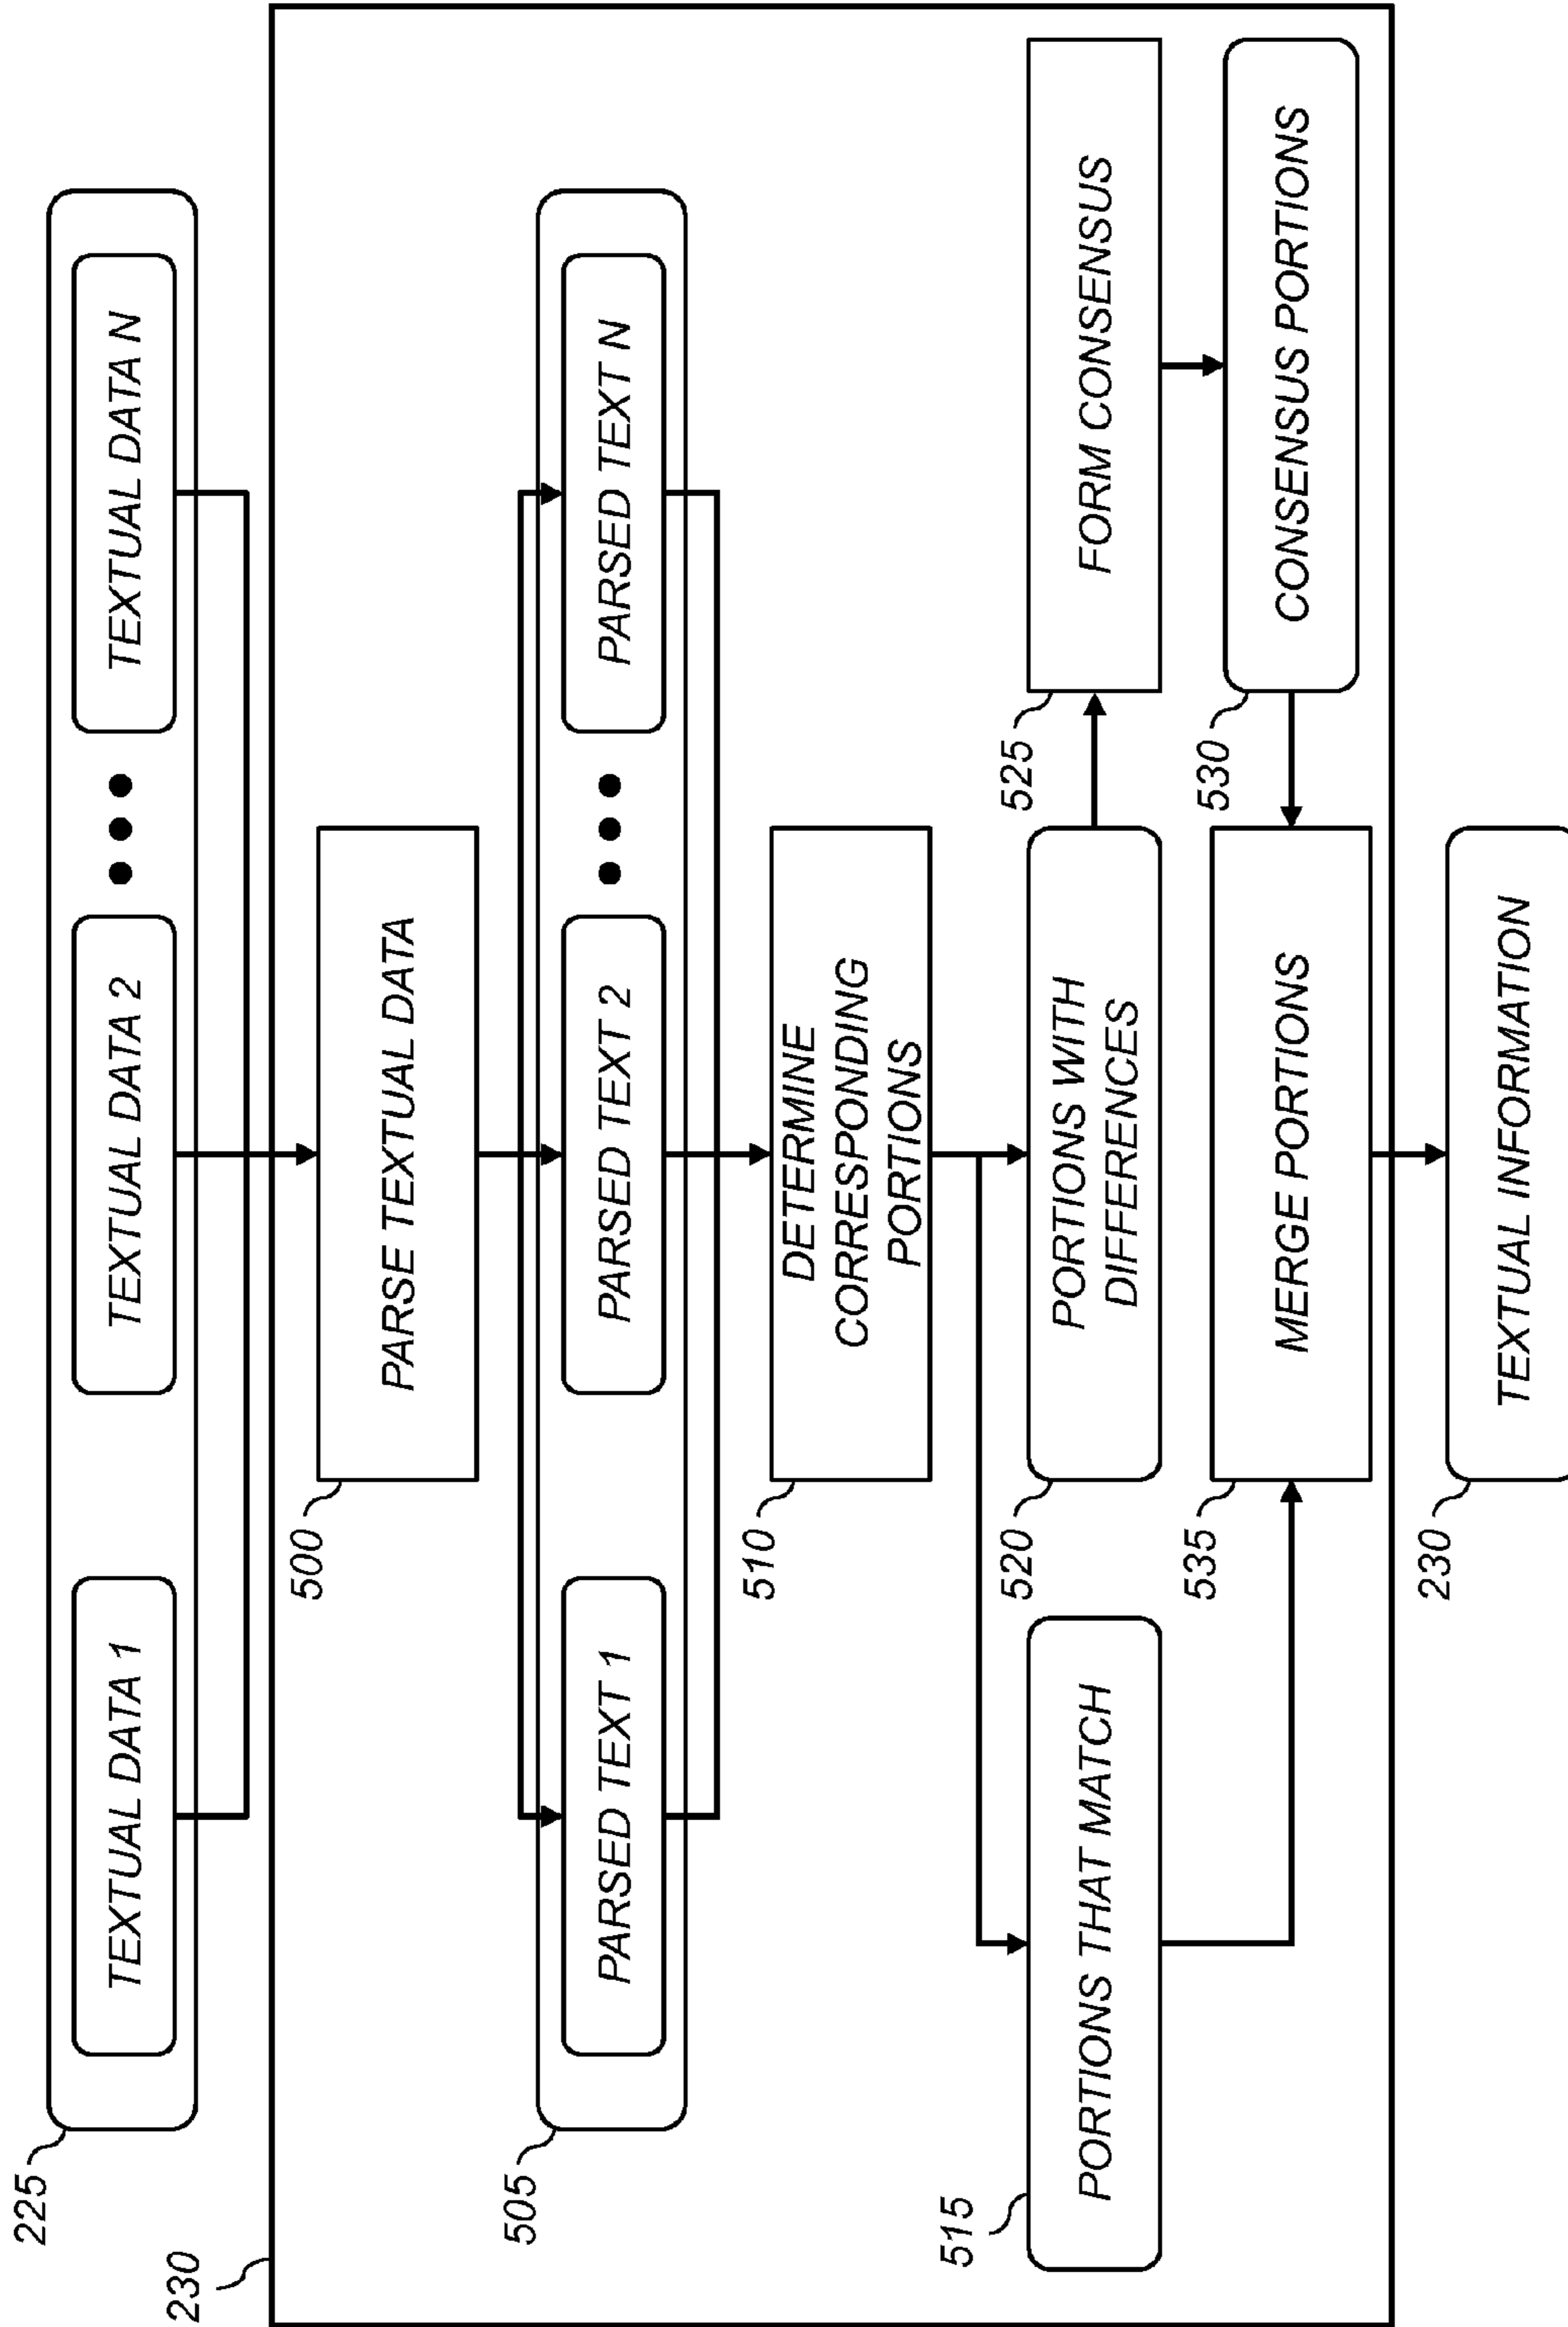 225
TEXTUAL DATA 1
TEXTUAL DATA 2
TEXTUAL DATA N
230
500
PARSE TEXTUAL DATA
505
PARSED TEXT 1
PARSED TEXT 2
PARSED TEXT N
510
DETERMINE
CORRESPONDING
PORTIONS
515
PORTIONS THAT MATCH
520
PORTIONS WITH
DIFFERENCES
525
FORM CONSENSUS
535
MERGE PORTIONS
530
CONSENSUS PORTIONS
230
TEXTUAL INFORMATION